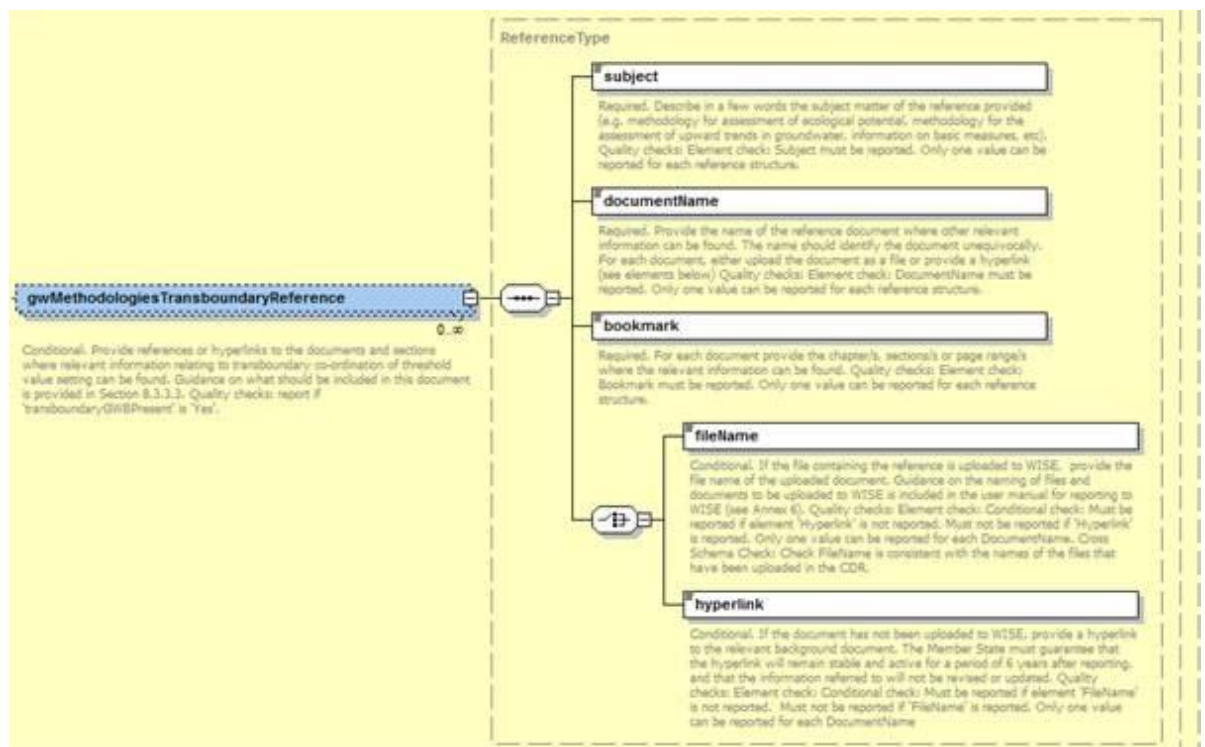 ReferenceType
subject
Required. Describe in a few words the subject matter of the reference provided
(e.g. methodology for assessment of ecological potential, methodology for the
assessment of upward trends in groundwater, information on basic measures, etc).
Quality checks: Element check: Subject must be reported. Only one value can be
reported for each reference structure.
documentName
Required. Provide the name of the reference document where other relevant
information can be found. The name should identify the document unequivocally.
For each document, either upload the document as a file or provide a hyperlink
(see elements below) Quality checks: Element check: DocumentName must be
reported. Only one value can be reported for each reference structure.
gwMethodologiesTransboundaryReference
0..∞
Conditional. Provide references or hyperlinks to the documents and sections
where relevant information relating to transboundary co-ordination of threshold
value setting can be found. Guidance on what should be included in this document
is provided in Section 8.3.3.3. Quality checks: report if
'transboundaryGWBPresent' is 'Yes'.
bookmark
Required. For each document provide the chapter/s, sections/s or page range/s
where the relevant information can be found. Quality checks: Element check:
Bookmark must be reported. Only one value can be reported for each reference
structure.
fileName
Conditional. If the file containing the reference is uploaded to WISE, provide the
file name of the uploaded document. Guidance on the naming of files and
documents to be uploaded to WISE is included in the user manual for reporting to
WISE (see Annex 6). Quality checks: Element check: Conditional check: Must be
reported if element 'Hyperlink' is not reported. Must not be reported if 'Hyperlink'
is reported. Only one value can be reported for each DocumentName. Cross
Schema Check: Check FileName is consistent with the names of the files that
have been uploaded in the CDR.
hyperlink
Conditional. If the document has not been uploaded to WISE, provide a hyperlink
to the relevant background document. The Member State must guarantee that
the hyperlink will remain stable and active for a period of 6 years after reporting,
and that the information referred to will not be revised or updated. Quality
checks: Element check: Conditional check: Must be reported if element 'FileName'
is not reported. Must not be reported if 'FileName' is reported. Only one value
can be reported for each DocumentName